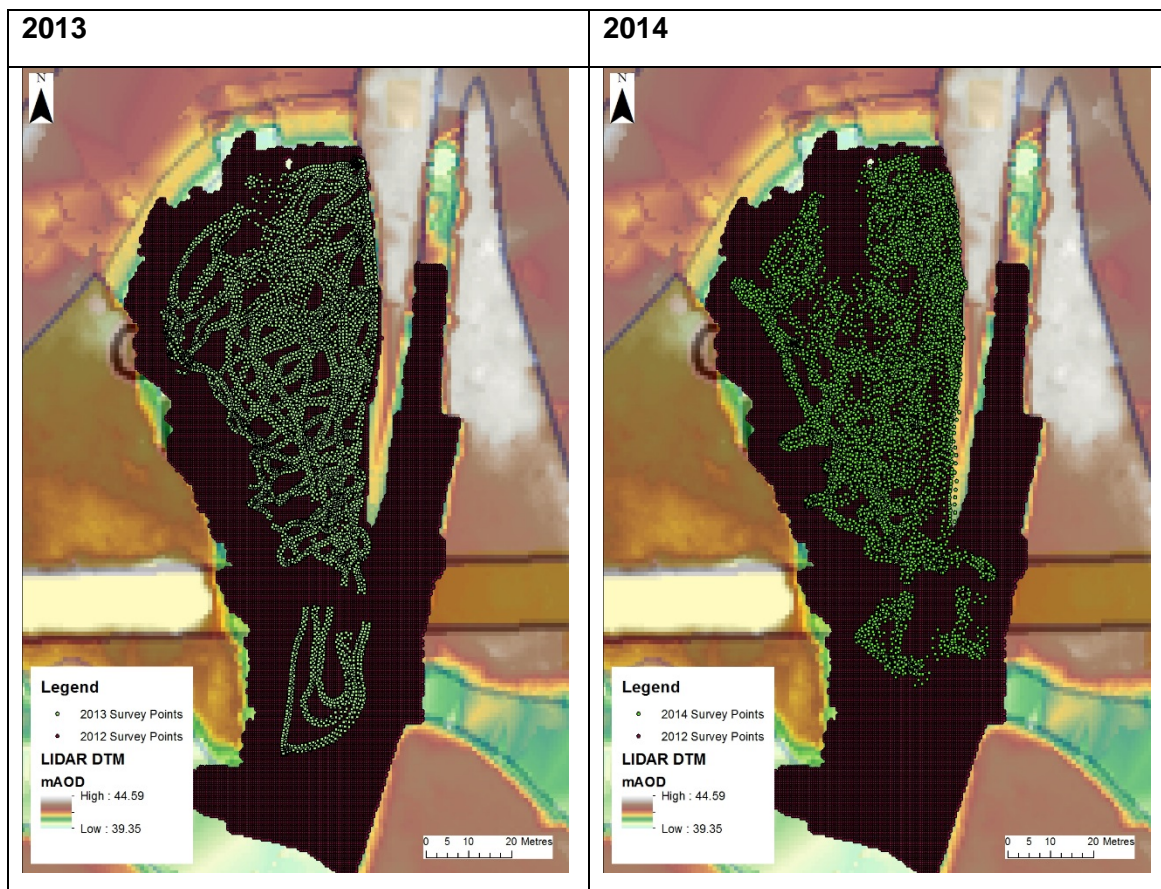 2013
2014
N
N
Legend
2013 Survey Points
2012 Survey Points
LIDAR DTM
mAOD
High : 44.59
Low : 39.35
0 5 10 20 Metres
Legend
2014 Survey Points
2012 Survey Points
LIDAR DTM
mAOD
High : 44.59
Low : 39.35
0 5 10 20 Metres